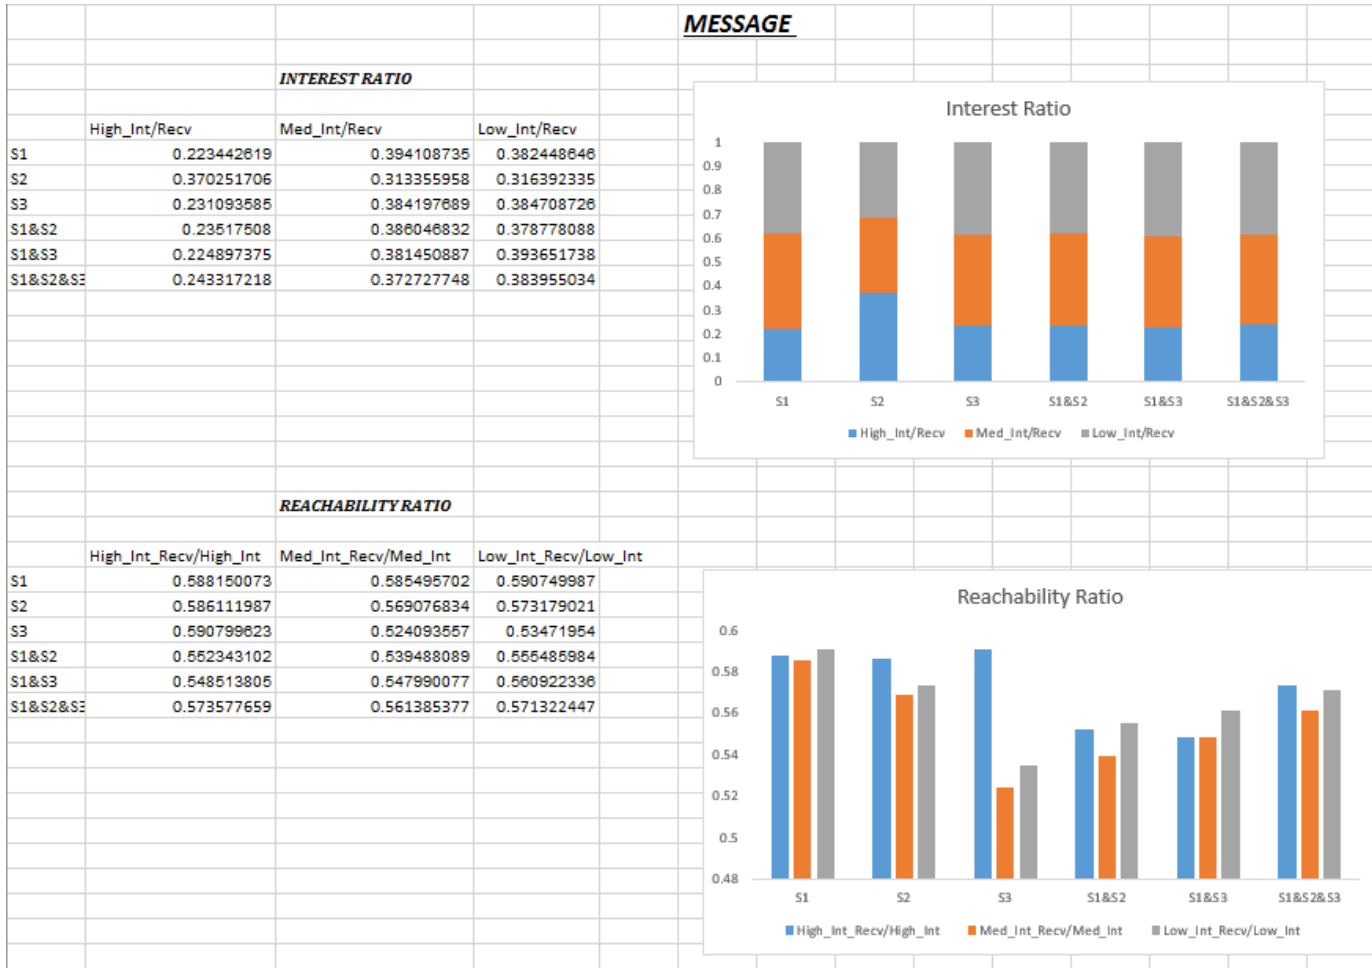 MESSAGE
INTEREST RATIO
High_Int/Recv Med_Int/Recv Low_Int/Recv
S1 0.223442619 0.394108735 0.382448646
S2 0.370251706 0.313355958 0.316392335
S3 0.231093585 0.384197689 0.384708726
S1&S2 0.23517508 0.386046832 0.378778088
S1&S3 0.224897375 0.381450887 0.393651738
S1&S2&S3 0.243317218 0.372727748 0.383955034
Interest Ratio
1
0.9
0.8
0.7
0.6
0.5
0.4
0.3
0.2
0.1
0
S1 S2 S3 S1&S2 S1&S3 S1&S2&S3
High_Int/Recv Med_Int/Recv Low_Int/Recv
REACHABILITY RATIO
High_Int_Recv/High_Int Med_Int_Recv/Med_Int Low_Int_Recv/Low_Int
S1 0.588150073 0.585495702 0.590749987
S2 0.586111987 0.569076834 0.573179021
S3 0.590799623 0.524093557 0.53471954
S1&S2 0.552343102 0.539488089 0.555485984
S1&S3 0.548513805 0.547990077 0.560922336
S1&S2&S3 0.573577659 0.561385377 0.571322447
Reachability Ratio
0.6
0.58
0.56
0.54
0.52
0.5
0.48
S1 S2 S3 S1&S2 S1&S3 S1&S2&S3
High_Int_Recv/High_Int Med_Int_Recv/Med_Int Low_Int_Recv/Low_Int